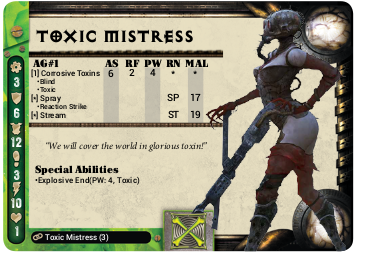 TOXIC MISTRESS
AG#1 AS RF PW RN MAL
[1] Corrosive Toxins 6 2 4 * *
•Blind
•Toxic
[•] Spray SP 17
•Reaction Strike
[•] Stream ST 19
3
6
12
3
10
1
"We will cover the world in glorious toxin!"
Special Abilities
•Explosive End(PW: 4, Toxic)
Toxic Mistress (3)